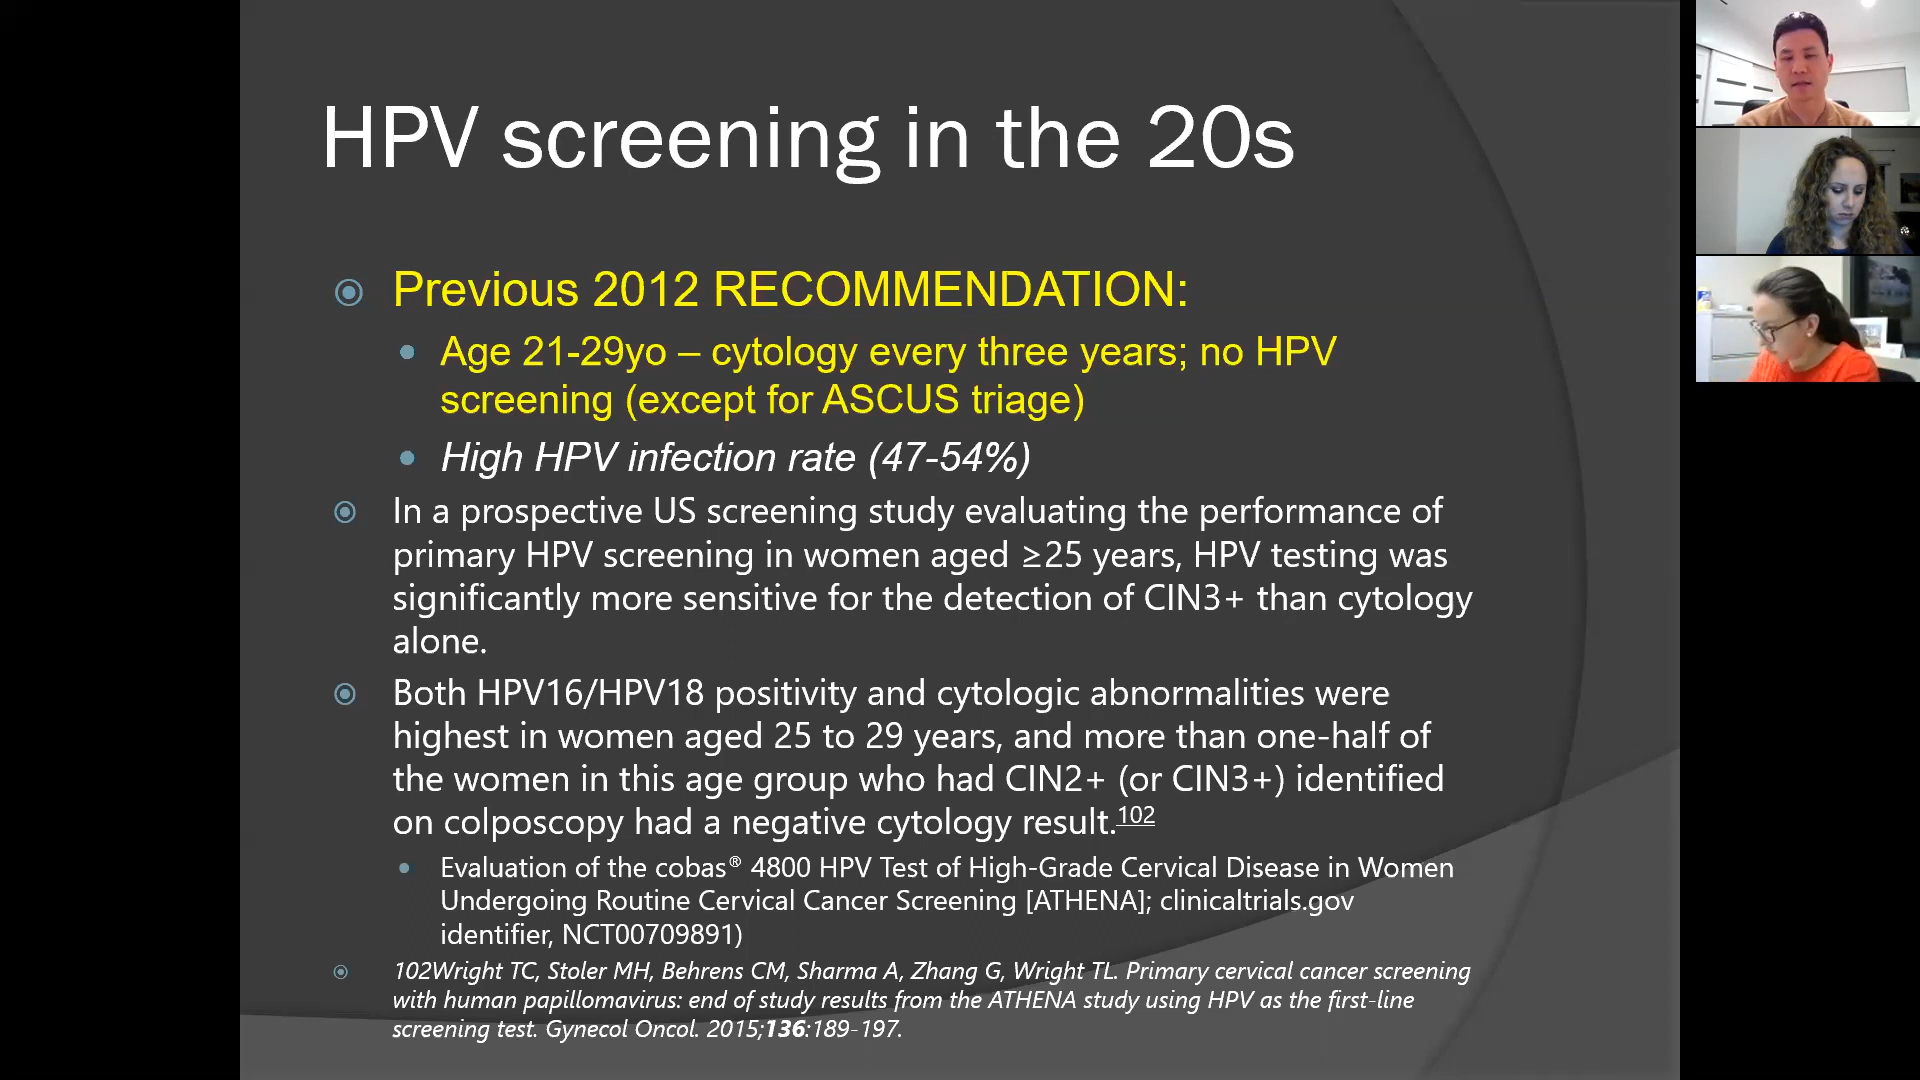 HPV screening in the 20s
Previous 2012 RECOMMENDATION:
Age 21-29yo – cytology every three years; no HPV
screening (except for ASCUS triage)
High HPV infection rate (47-54%)
In a prospective US screening study evaluating the performance of
primary HPV screening in women aged ≥25 years, HPV testing was
significantly more sensitive for the detection of CIN3+ than cytology
alone.
Both HPV16/HPV18 positivity and cytologic abnormalities were
highest in women aged 25 to 29 years, and more than one-half of
the women in this age group who had CIN2+ (or CIN3+) identified
on colposcopy had a negative cytology result.102
Evaluation of the cobas® 4800 HPV Test of High-Grade Cervical Disease in Women
Undergoing Routine Cervical Cancer Screening [ATHENA]; clinicaltrials.gov
identifier, NCT00709891)
102Wright TC, Stoler MH, Behrens CM, Sharma A, Zhang G, Wright TL. Primary cervical cancer screening
with human papillomavirus: end of study results from the ATHENA study using HPV as the first-line
screening test. Gynecol Oncol. 2015;136:189-197.